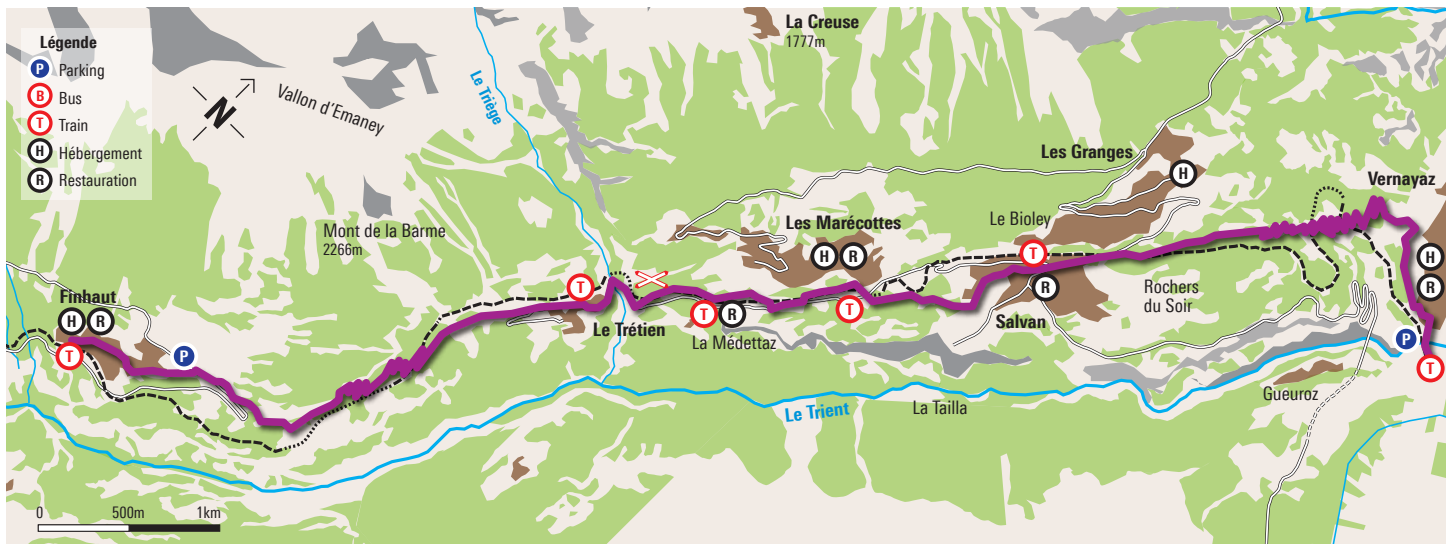 Légende
P Parking
B Bus
T Train
H Hébergement
R Restauration
N
Vallon d'Emaney
Le Triège
La Creuse
1777m
Mont de la Barme
2266m
Les Granges
H
Vernayaz
Le Bioley
Les Marécottes
H R
T
H
R
Finhaut
H R
T
P
T
Le Trétien
T R
La Médettaz
T
R
Salvan
Rochers
du Soir
P
T
Gueuroz
La Tailla
Le Trient
0 500m 1km